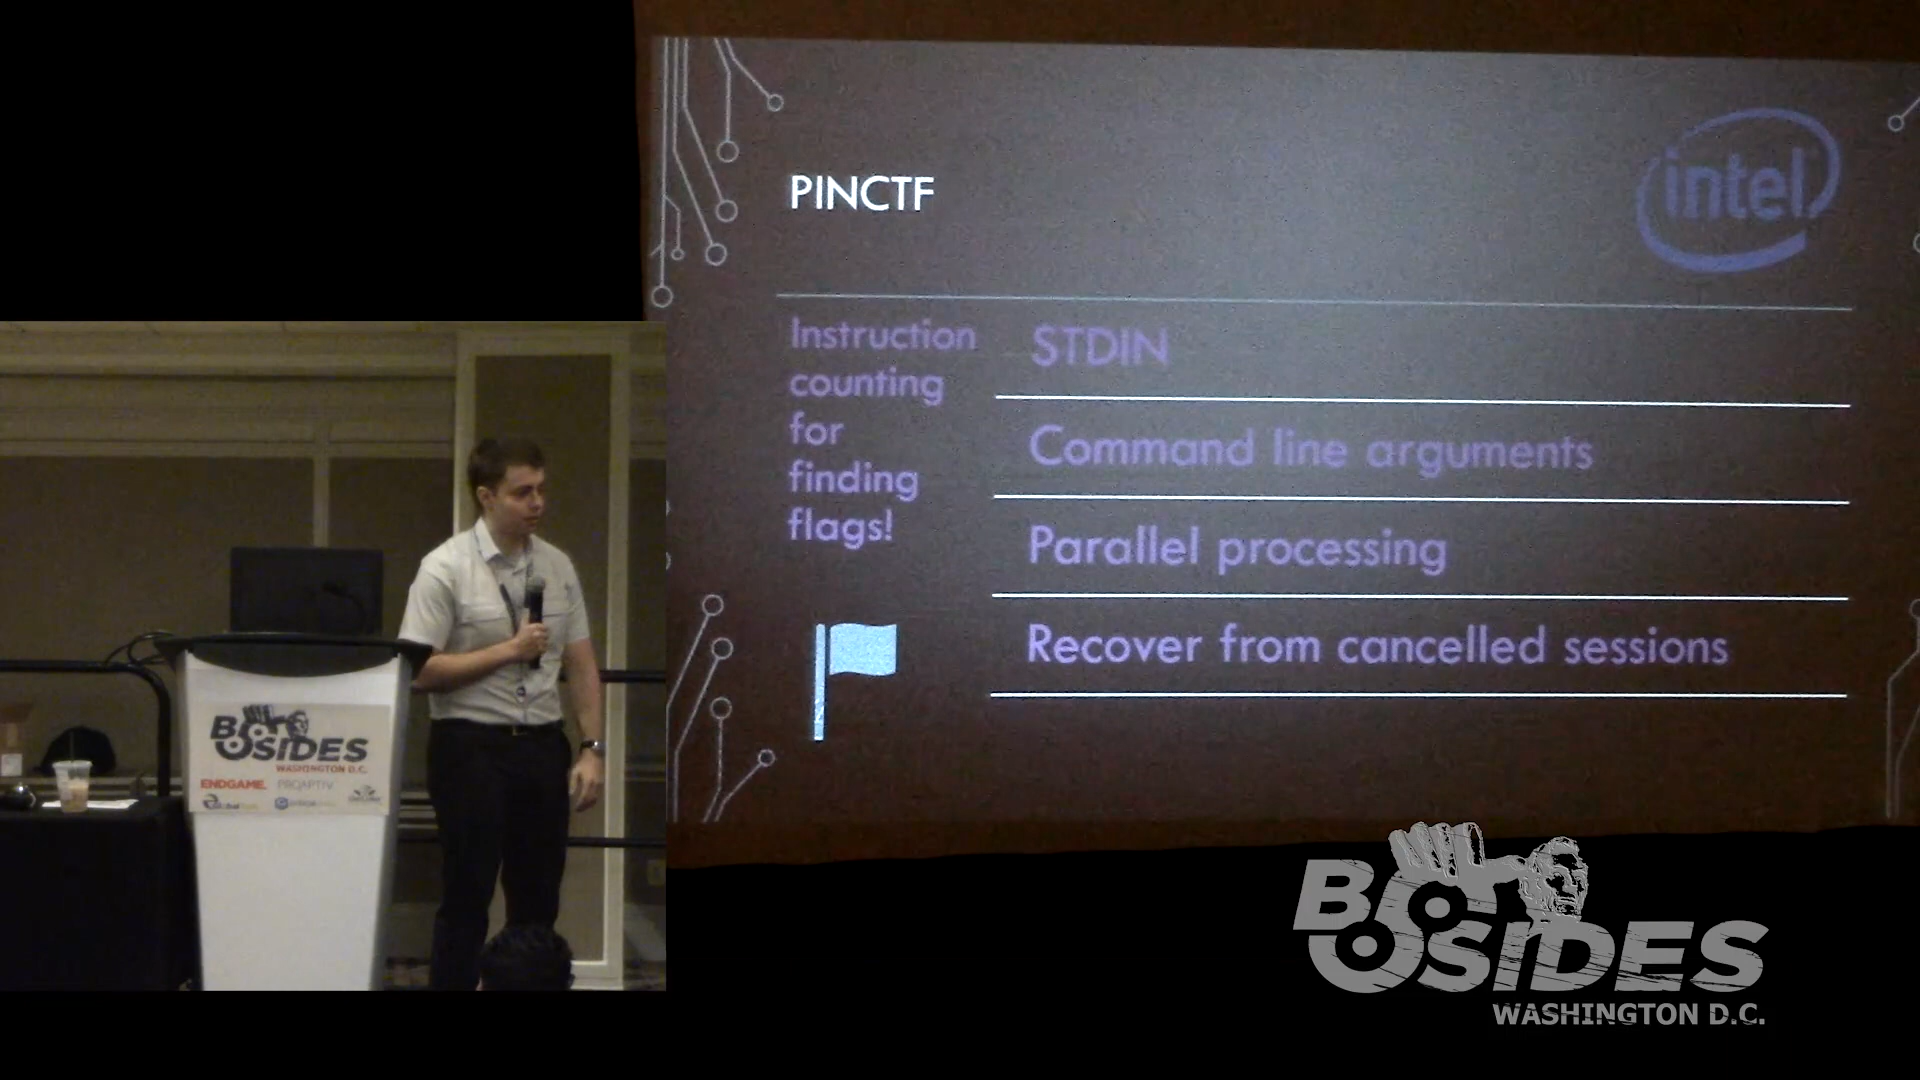 PINCTF
intel
Instruction
counting
for
finding
flags!
STDIN
Command line arguments
Parallel processing
Recover from cancelled sessions
BSIDES
WASHINGTON D.C.
ENDGAME. PROAPTIV
BSIDES
WASHINGTON D.C.